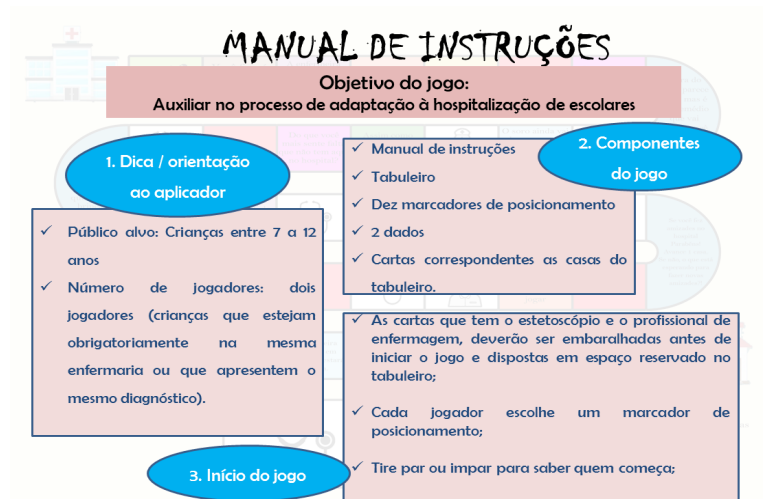 MANUAL DE INSTRUÇÕES
Objetivo do jogo:
Auxiliar no processo de adaptação à hospitalização de escolares
1. Dica / orientação
ao aplicador
✓ Público alvo: Crianças entre 7 a 12
anos
✓ Número de jogadores: dois
jogadores (crianças que estejam
obrigatoriamente na mesma
enfermaria ou que apresentem o
mesmo diagnóstico).
2. Componentes
do jogo
✓ Manual de instruções
✓ Tabuleiro
✓ Dez marcadores de posicionamento
✓ 2 dados
✓ Cartas correspondentes as casas do
tabuleiro.
3. Início do jogo
✓ As cartas que tem o estetoscópio e o profissional de
enfermagem, deverão ser embaralhadas antes de
iniciar o jogo e dispostas em espaço reservado no
tabuleiro;
✓ Cada jogador escolhe um marcador de
posicionamento;
✓ Tire par ou impar para saber quem começa;